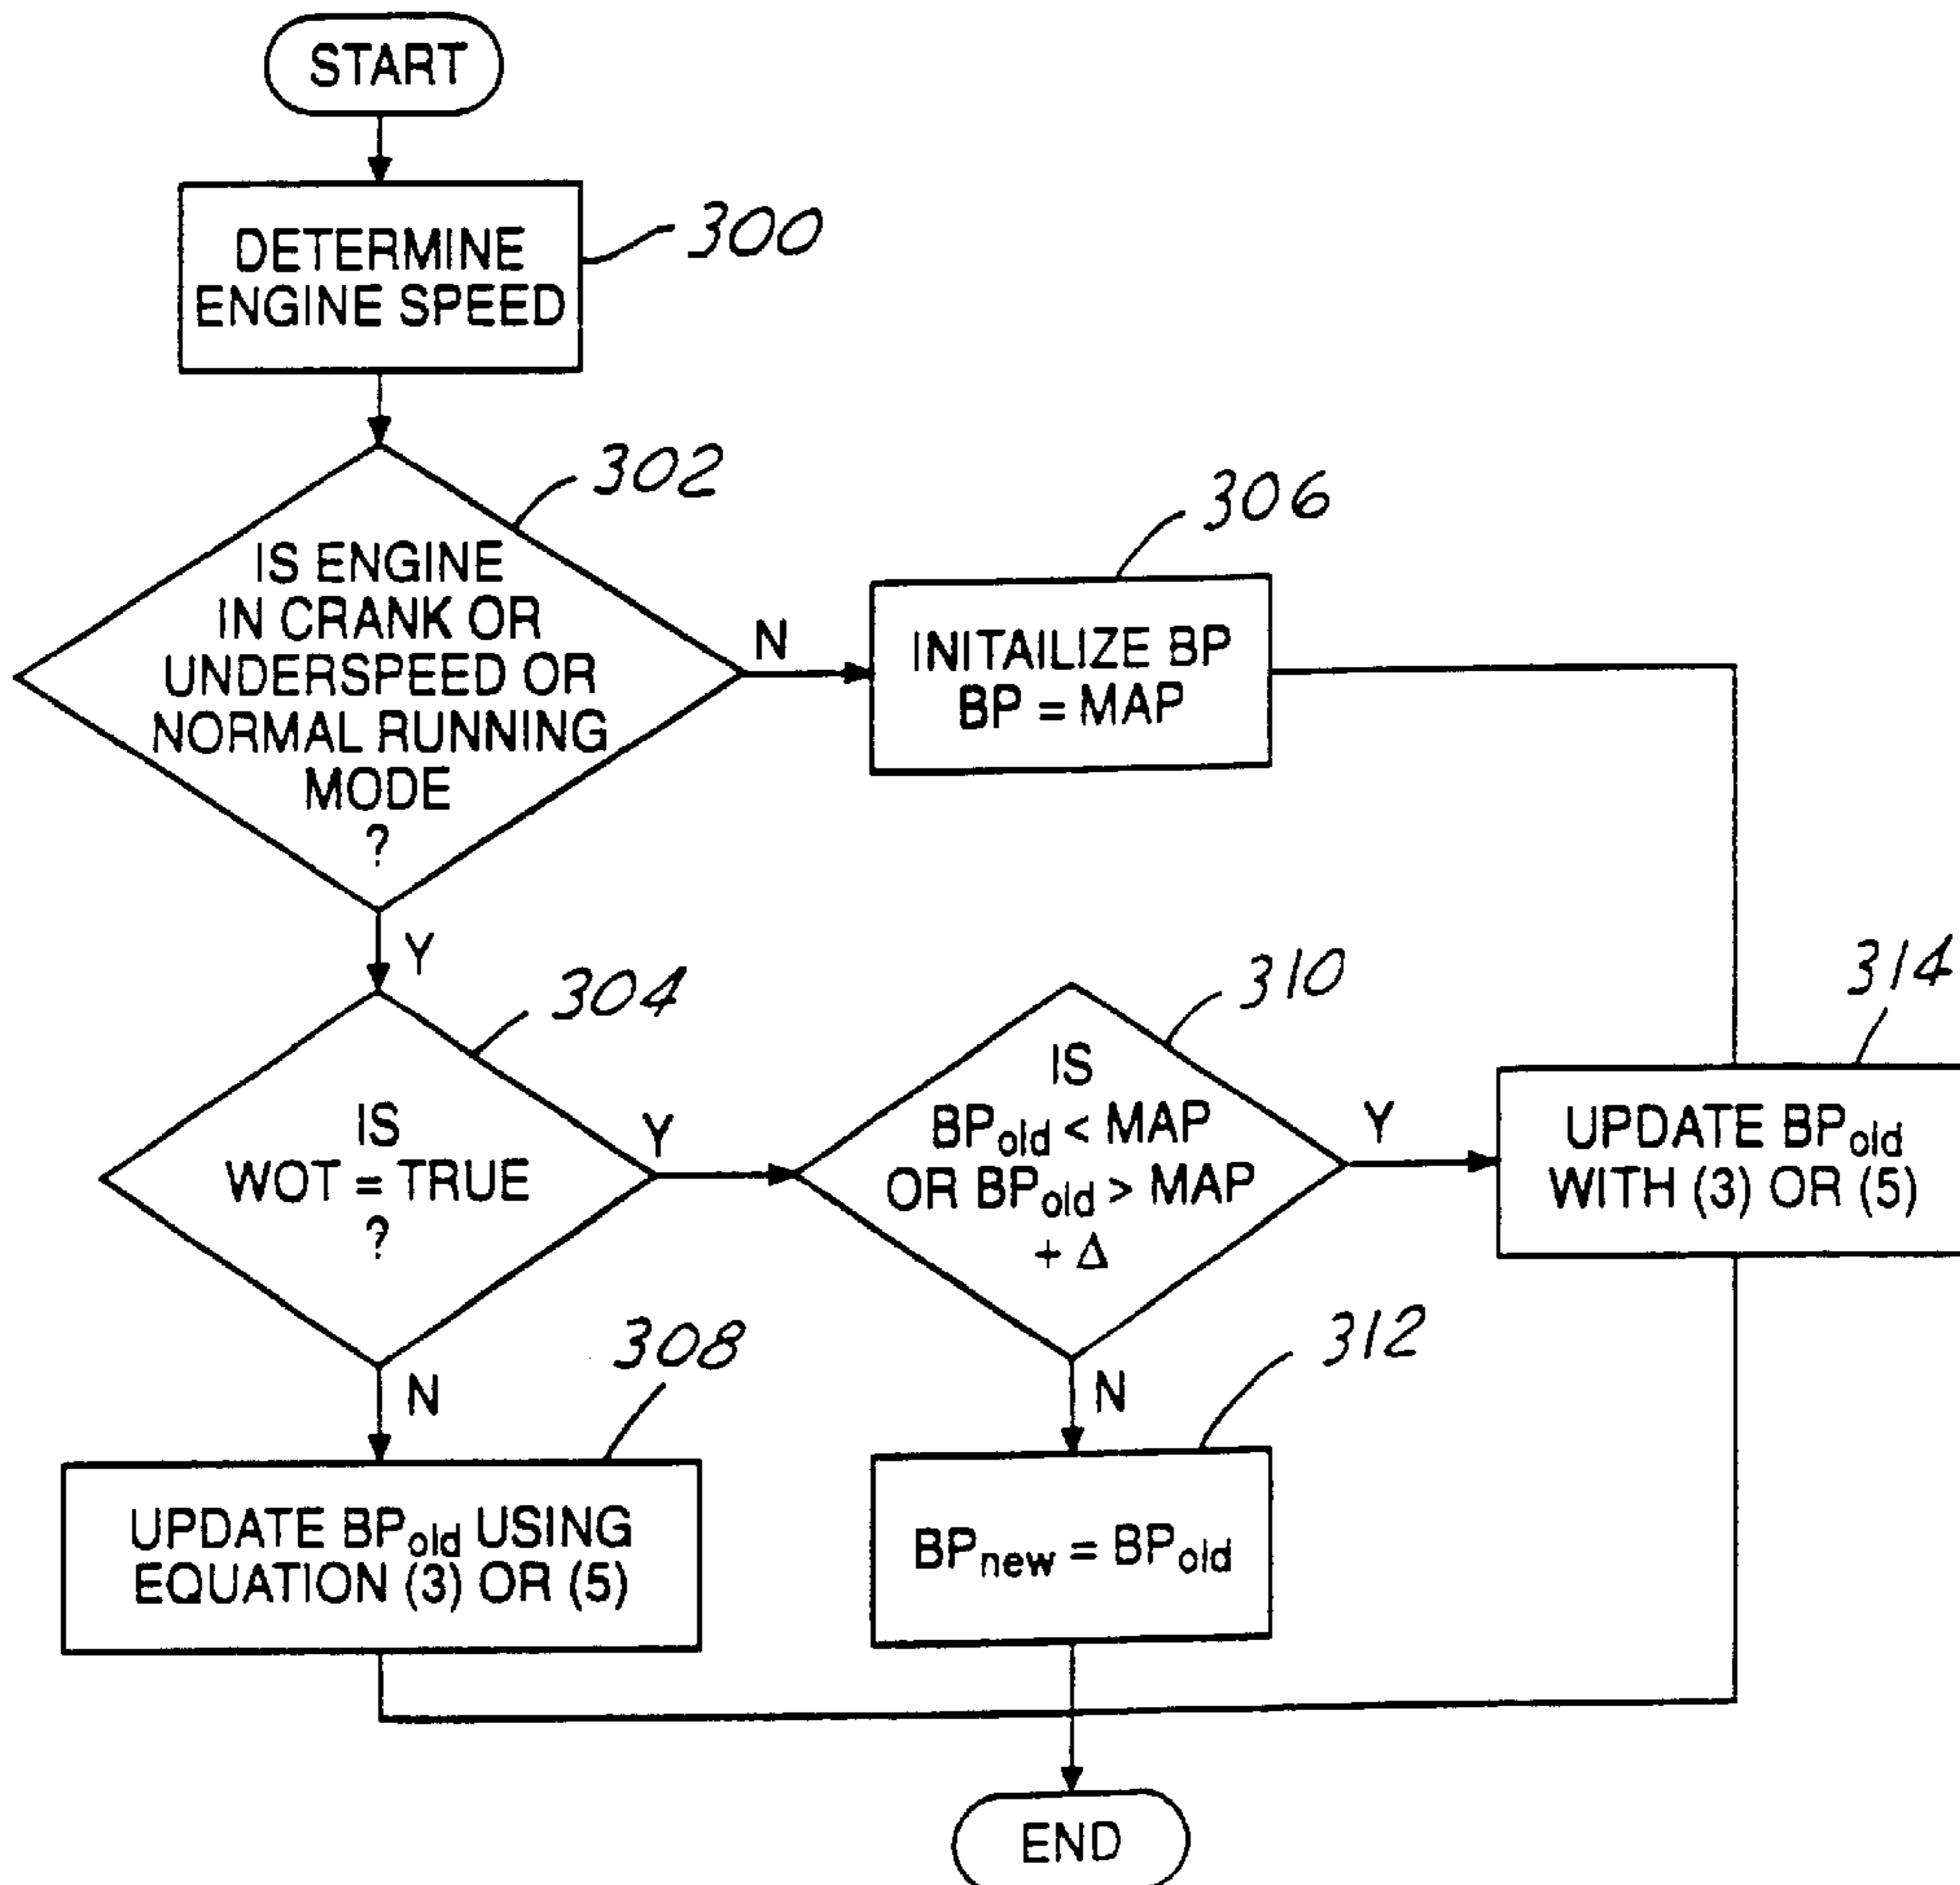 START
DETERMINE
ENGINE SPEED
300
302
IS ENGINE
IN CRANK OR
UNDERSPEED OR
NORMAL RUNNING
MODE
?
N
306
INITAILIZE BP
BP = MAP
Y
304
IS
WOT = TRUE
?
Y
310
IS
BPold < MAP
OR BPold > MAP
+ Δ
Y
314
UPDATE BPold
WITH (3) OR (5)
N
308
UPDATE BPold USING
EQUATION (3) OR (5)
N
312
BPnew = BPold
END